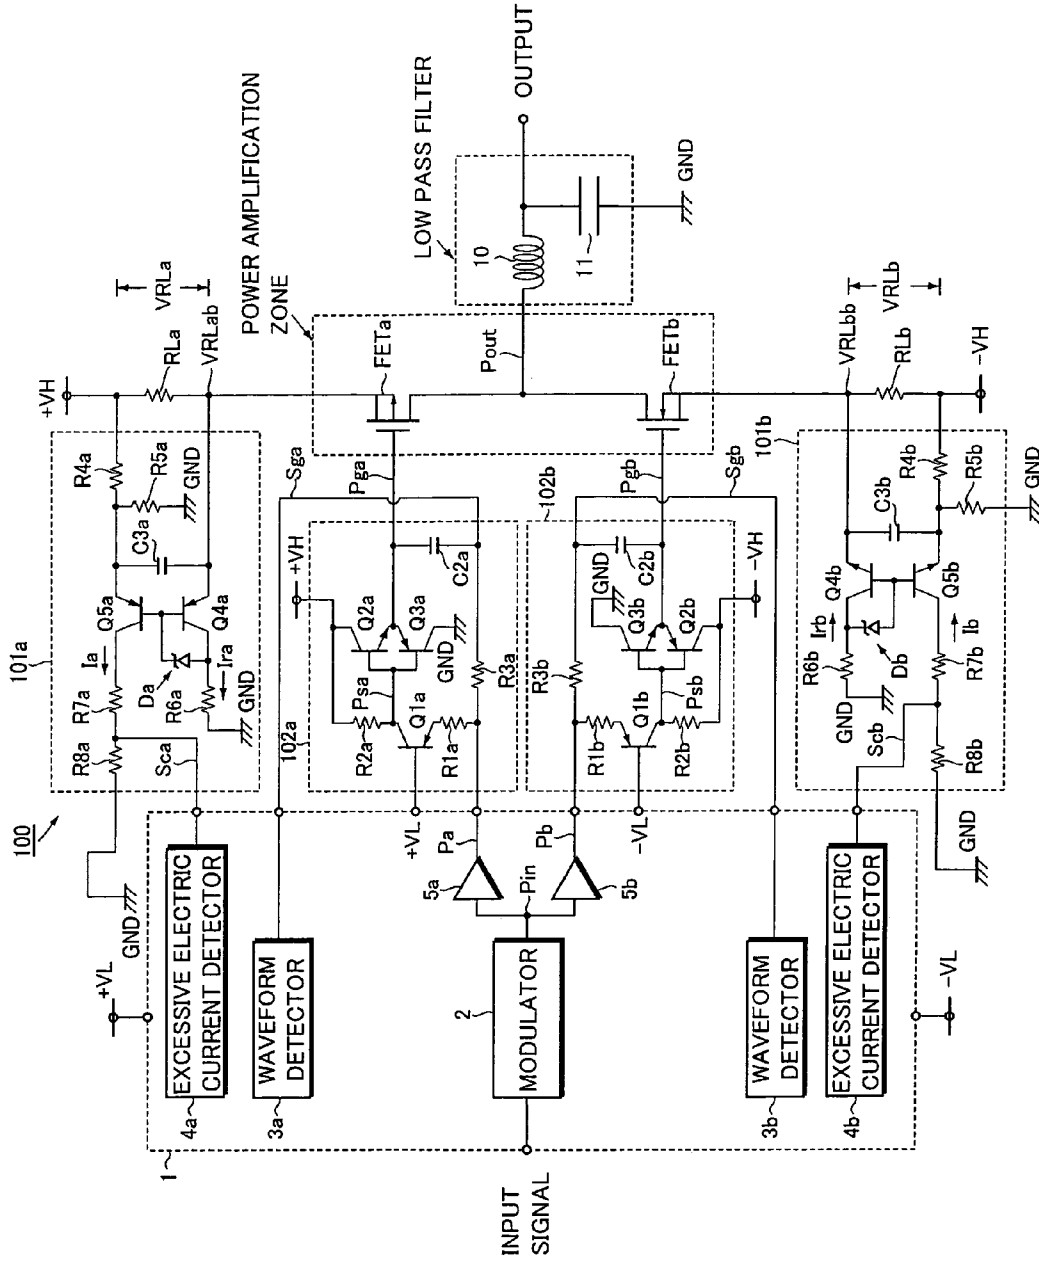 100
+VL
GND
EXCESSIVE ELECTRIC
CURRENT DETECTOR
4a
WAVEFORM
DETECTOR
3a
1
INPUT
SIGNAL
MODULATOR
2
Pin
5a
5b
Pa
Pb
+VL
-VL
WAVEFORM
DETECTOR
3b
EXCESSIVE ELECTRIC
CURRENT DETECTOR
4b
-VL
101a
R8a
Sca
R7a
Ia
Da
R6a
Ira
GND
Q5a
Q4a
C3a
R4a
R5a
GND
+VH
RLa
VRLa
VRLab
102a
+VH
R2a
Psa
Q1a
R1a
Q2a
Q3a
GND
C2a
R3a
Sga
Pga
102b
R3b
R1b
Q1b
Psb
R2b
GND
Q3b
Q2b
C2b
-VH
Pgb
Sgb
POWER AMPLIFICATION
ZONE
FETa
FETb
Pout
LOW PASS FILTER
10
11
GND
OUTPUT
101b
GND
Scb
R8b
GND
R7b
Ib
R6b
Irb
Db
Q4b
Q5b
C3b
R4b
R5b
GND
VRLbb
RLb
VRLb
-VH